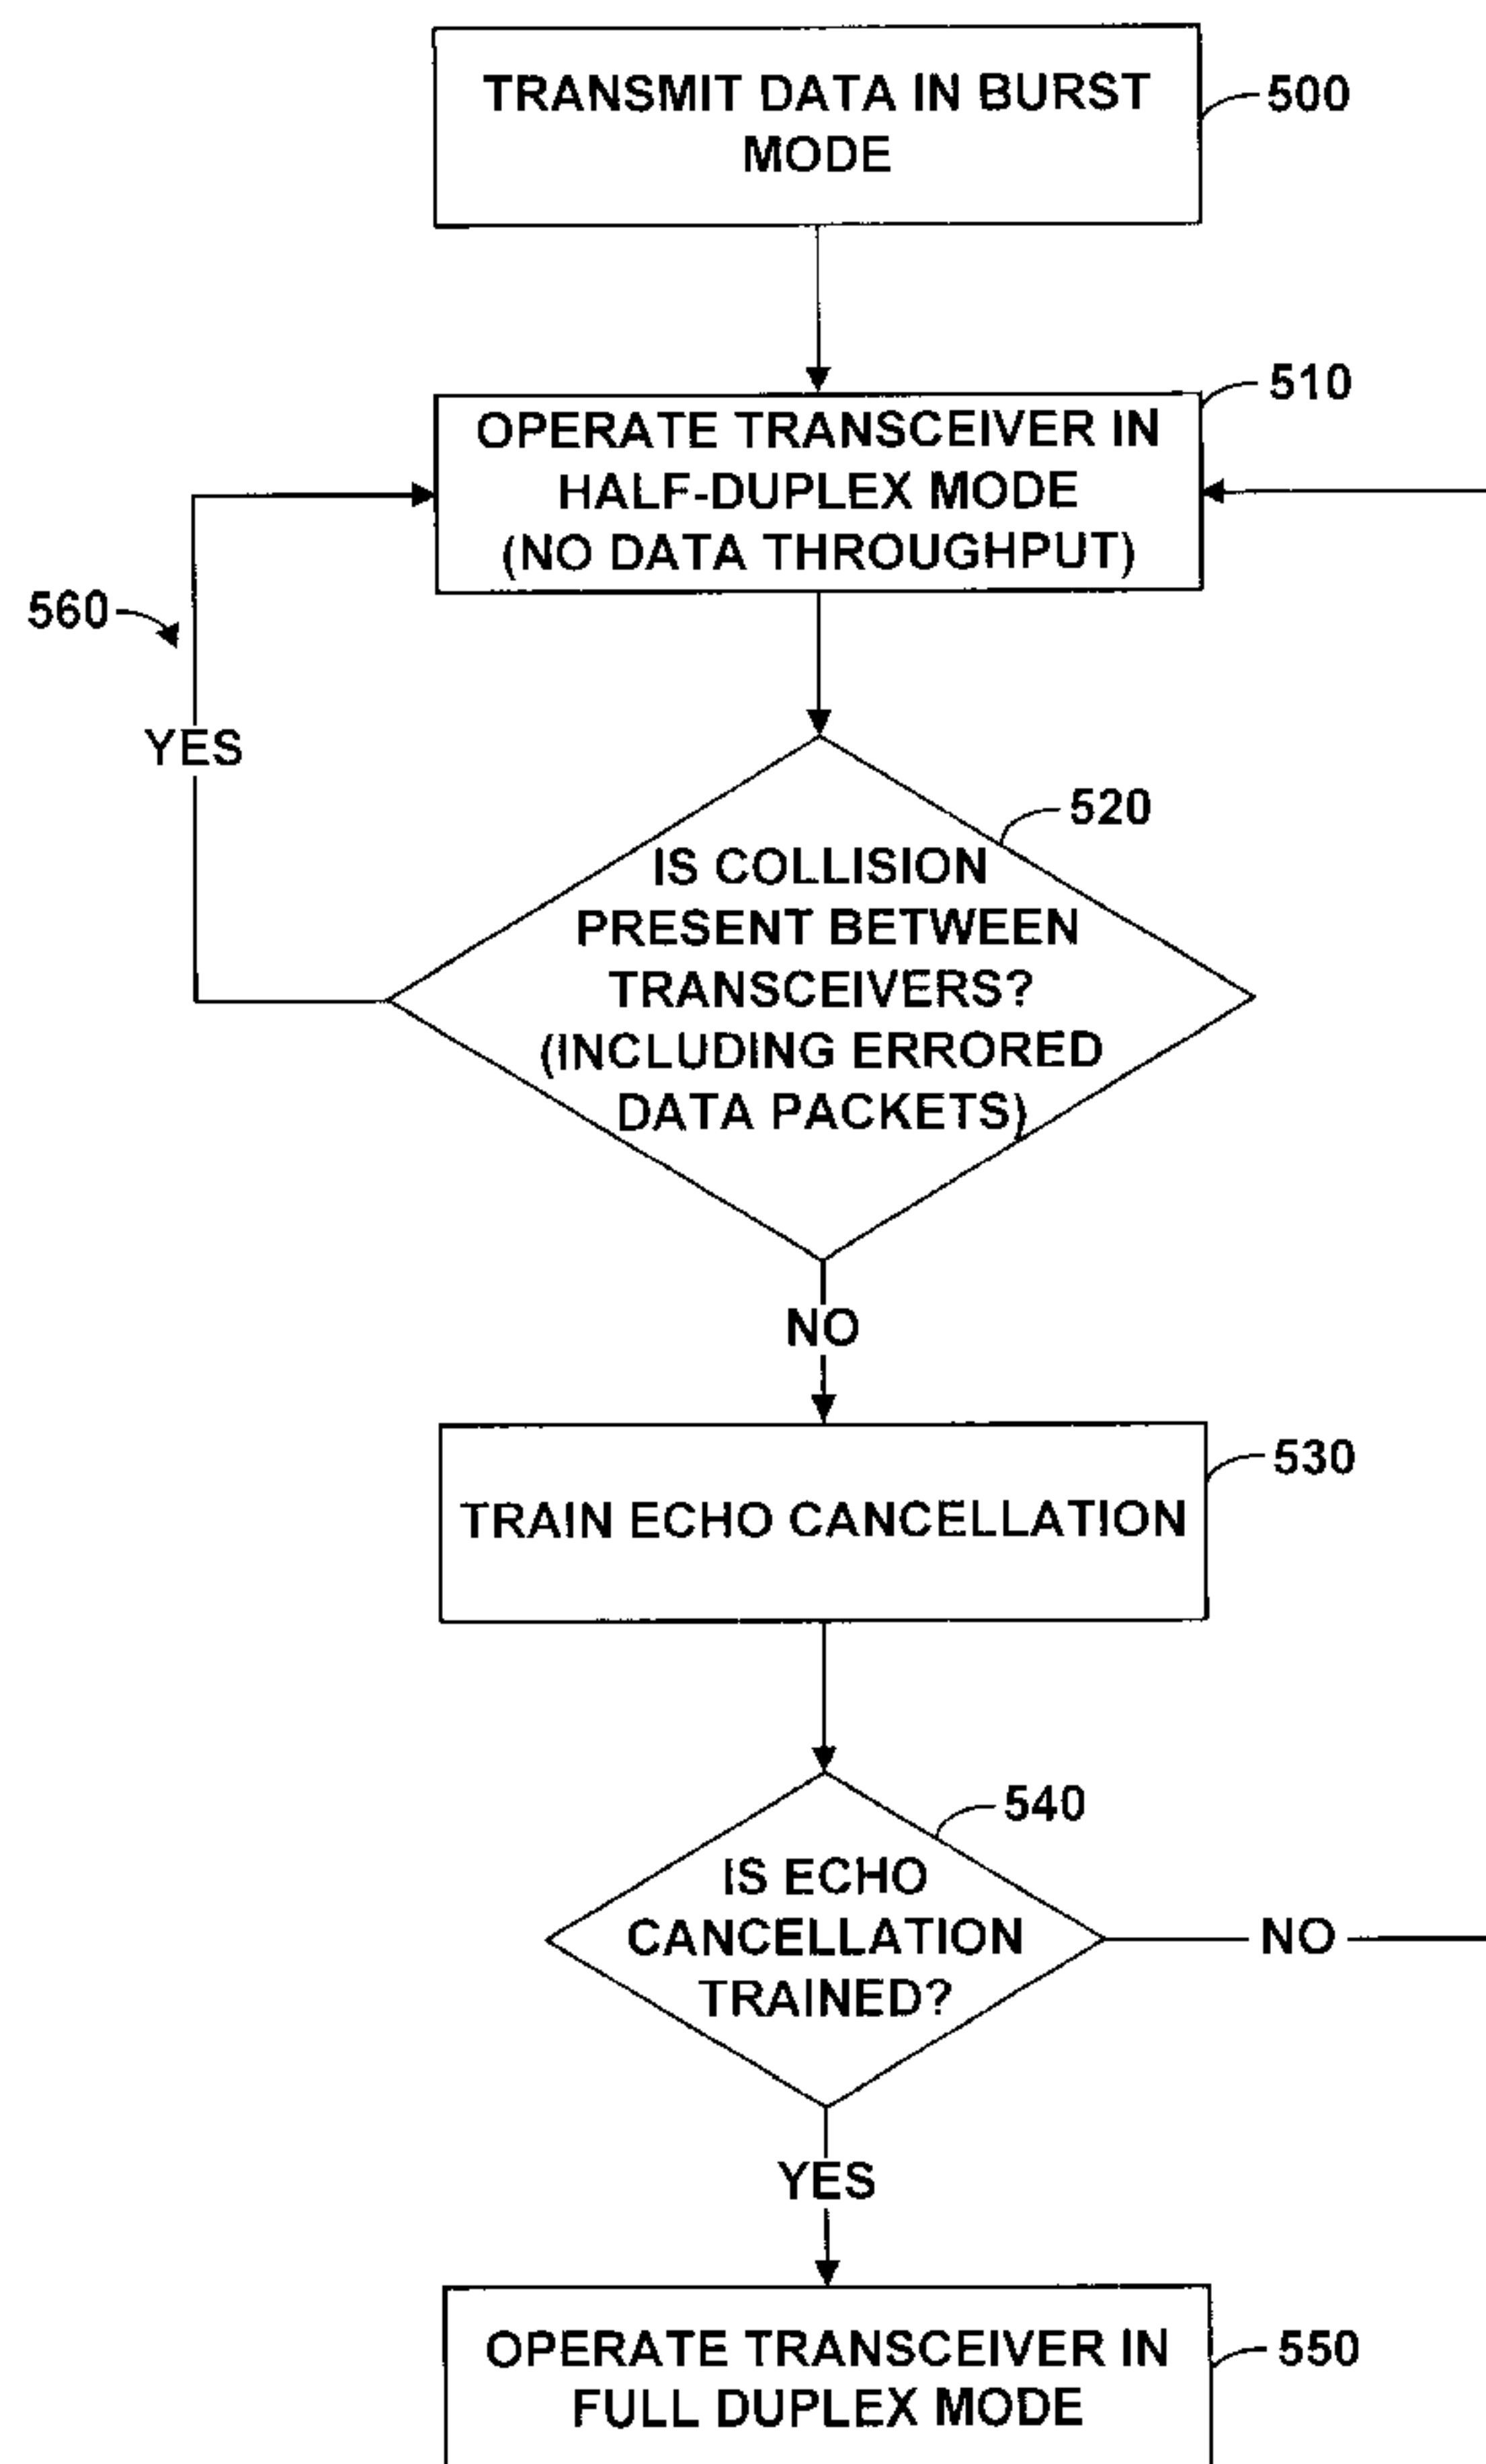 TRANSMIT DATA IN BURST
MODE
500
510
OPERATE TRANSCEIVER IN
HALF-DUPLEX MODE
(NO DATA THROUGHPUT)
560
YES
520
IS COLLISION
PRESENT BETWEEN
TRANSCEIVERS?
(INCLUDING ERRORED
DATA PACKETS)
NO
530
TRAIN ECHO CANCELLATION
540
IS ECHO
CANCELLATION
TRAINED?
NO
YES
OPERATE TRANSCEIVER IN
FULL DUPLEX MODE
550